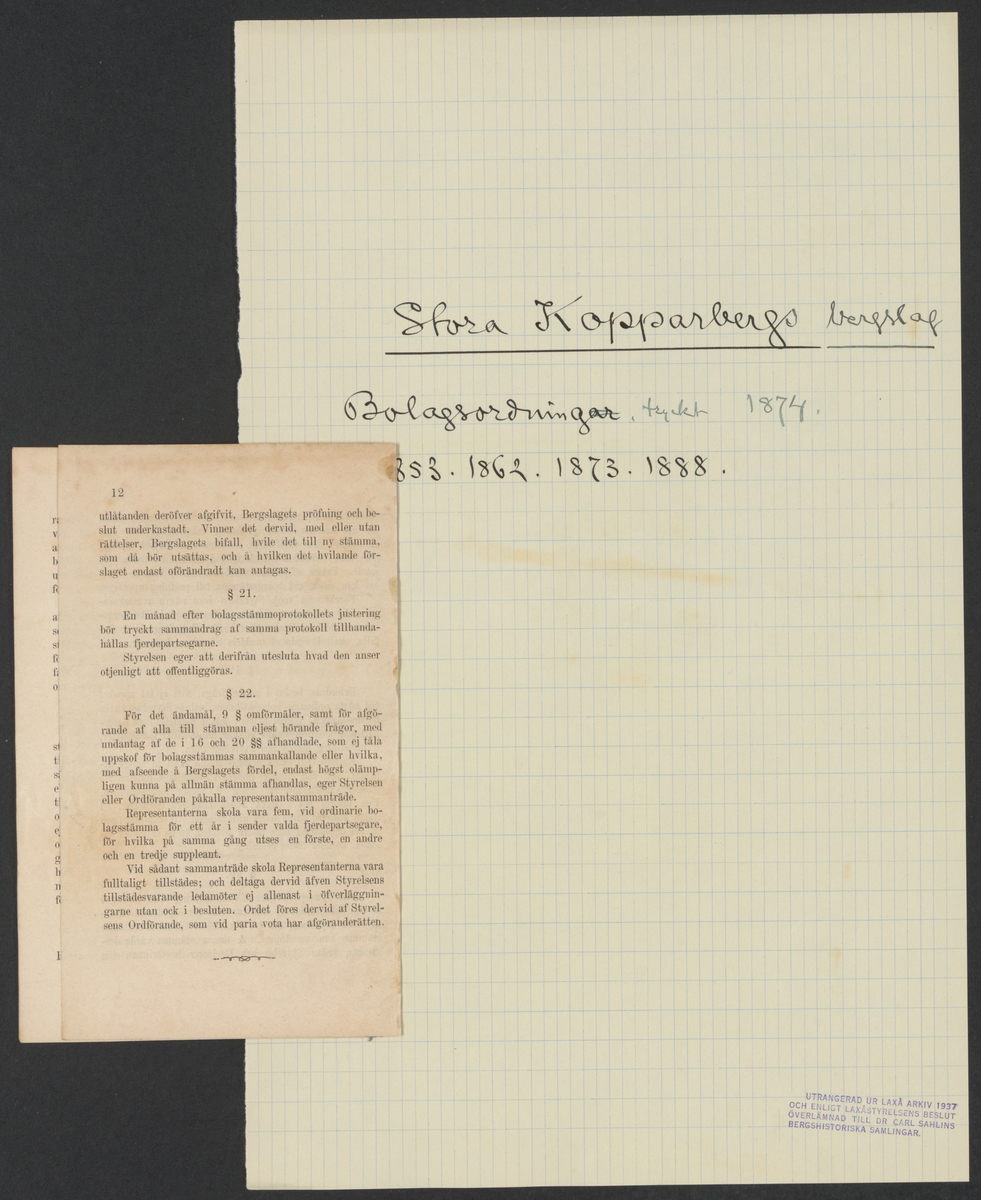 Stora Kopparbergs bergslag
Bolagsordningar, tryckt 1874.
853. 1862. 1873. 1888.
12
utlåtanden deröfver afgifvit, Bergslagets pröfning och be-
slut underkastadt. Vinner det dervid, med eller utan
rättelser, Bergslagets bifall, hvile det till ny stämma,
som då bör utsättas, och å hvilken det hvilande för-
slaget endast oförändradt kan antagas.
§ 21.
En månad efter bolagsstämmoprotokollets justering
bör tryckt sammandrag af samma protokoll tillhanda-
hållas fjerdepartsegarne.
Styrelsen eger att derifrån utesluta hvad den anser
otjenligt att offentliggöras.
§ 22.
För det ändamål, 9 § omförmäler, samt för afgö-
rande af alla till stämman eljest hörande frågor, med
undantag af de i 16 och 20 §§ afhandlade, som ej tåla
uppskof för bolagsstämmas sammankallande eller hvilka,
med afseende å Bergslagets fördel, endast högst olämp-
ligen kunna på allmän stämma afhandlas, eger Styrelsen
eller Ordföranden påkalla representantsammanträde.
Representanterna skola vara fem, vid ordinarie bo-
lagsstämma för ett år i sender valda fjerdepartsegare,
för hvilka på samma gång utses en förste, en andre
och en tredje suppleant.
Vid sådant sammanträde skola Representanterna vara
fulltaligt tillstädes; och deltaga dervid äfven Styrelsens
tillstädesvarande ledamöter ej allenast i öfverläggnin-
garne utan ock i besluten. Ordet föres dervid af Styrel-
sens Ordförande, som vid paria vota har afgöranderätten.
UTRANGERAD UR LAXÅ ARKIV 1937
OCH ENLIGT LAXÅSTYRELSENS BESLUT
ÖVERLÄMNAD TILL DR CARL SAHLINS
BERGSHISTORISKA SAMLINGAR.